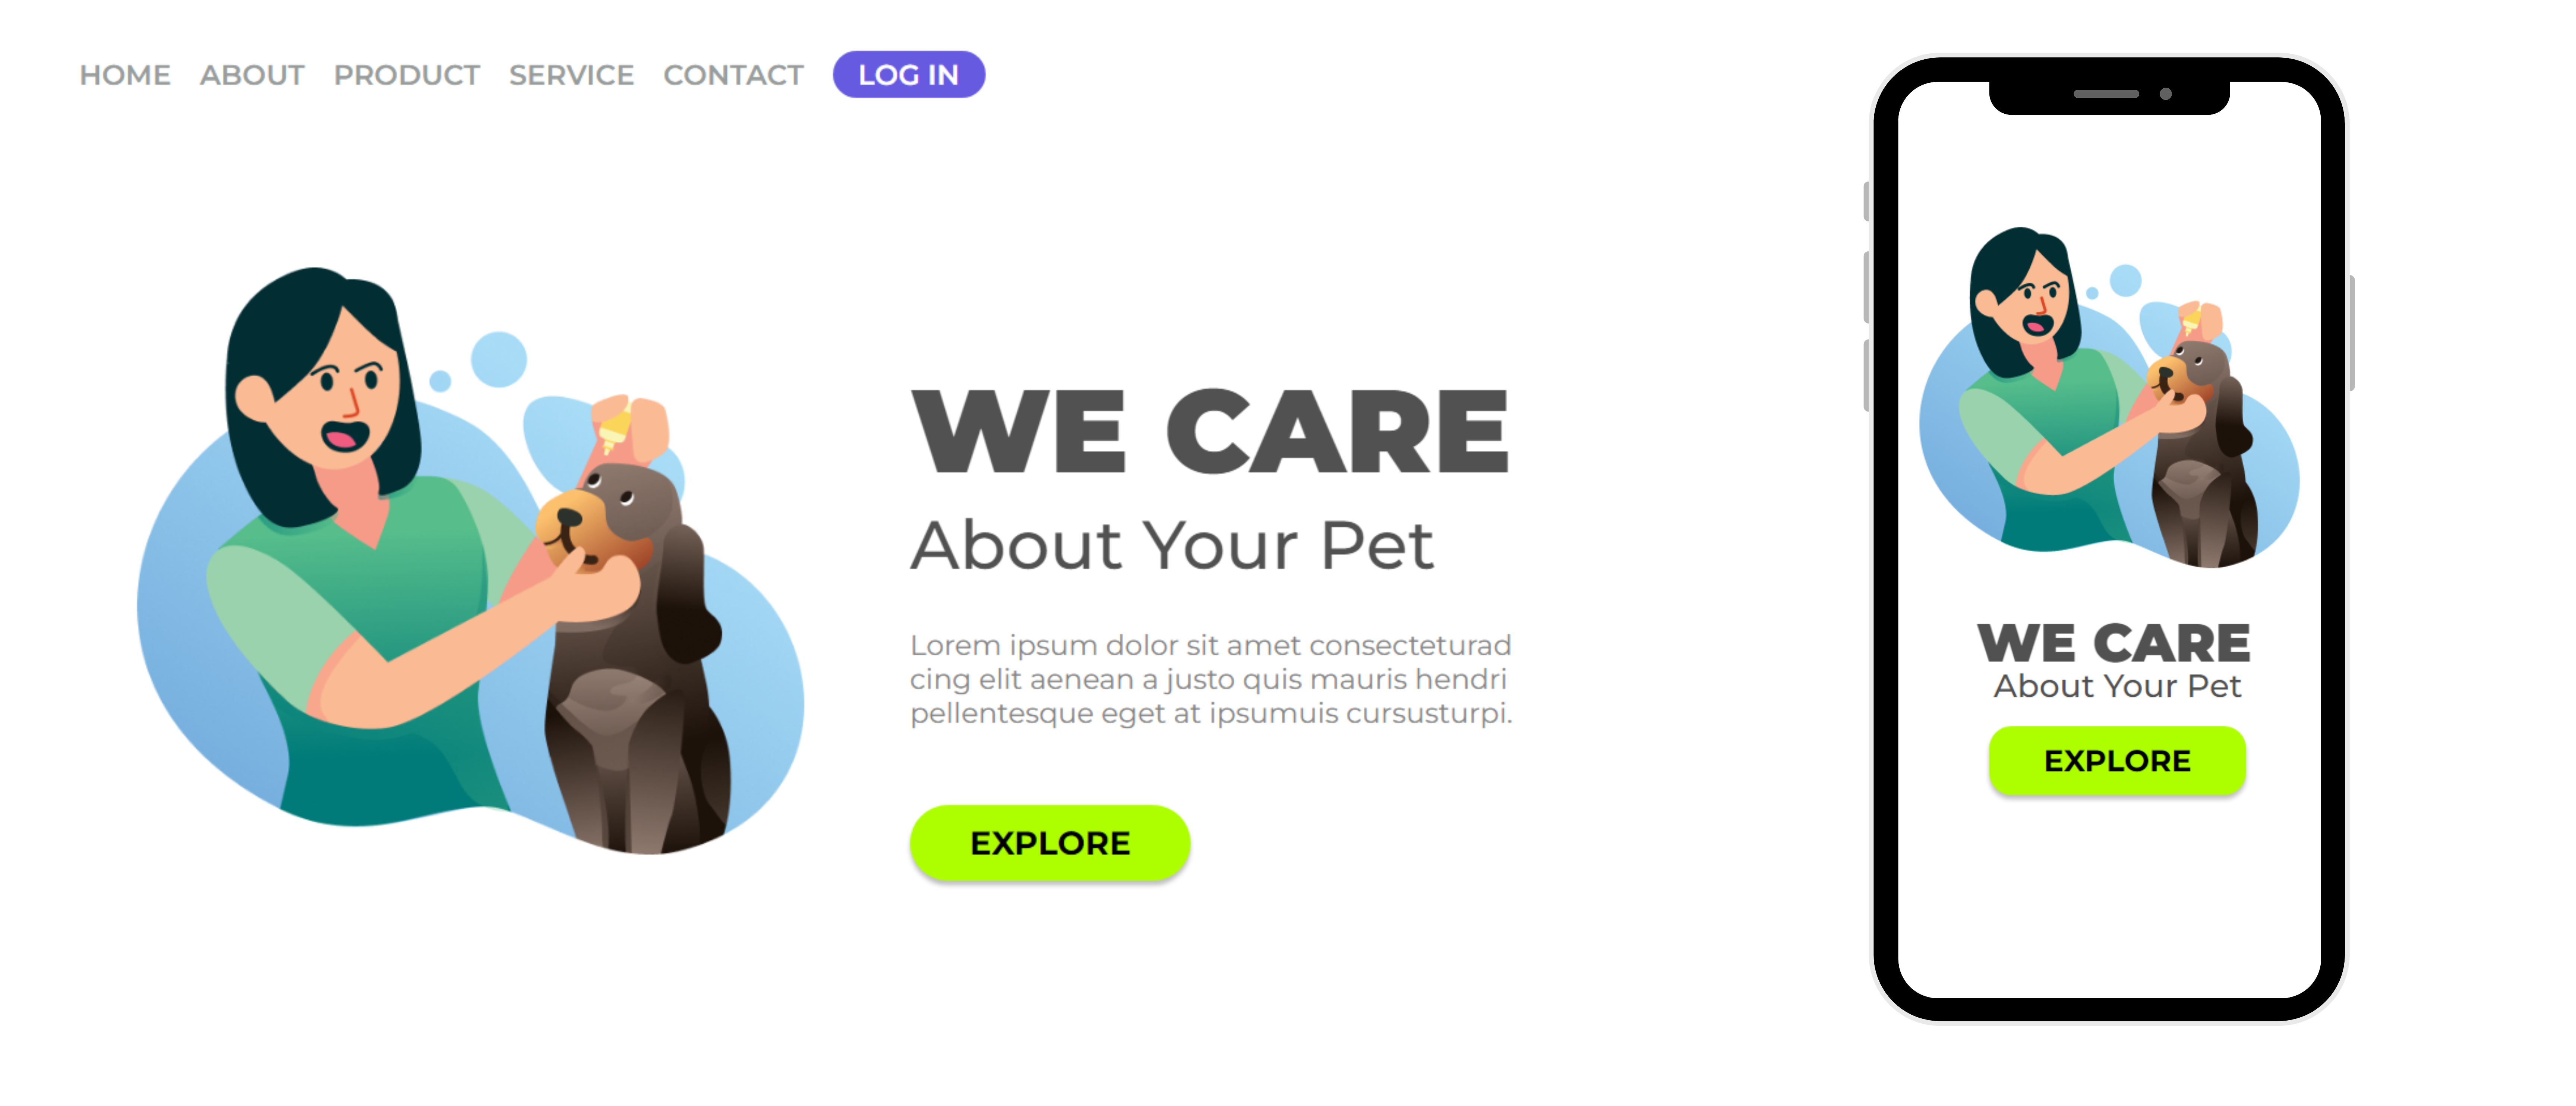 HOME ABOUT PRODUCT SERVICE CONTACT LOG IN
WE CARE
About Your Pet
Lorem ipsum dolor sit amet consecteturad
cing elit aenean a justo quis mauris hendri
pellentesque eget at ipsumuis cursusturpi.
EXPLORE
WE CARE
About Your Pet
EXPLORE